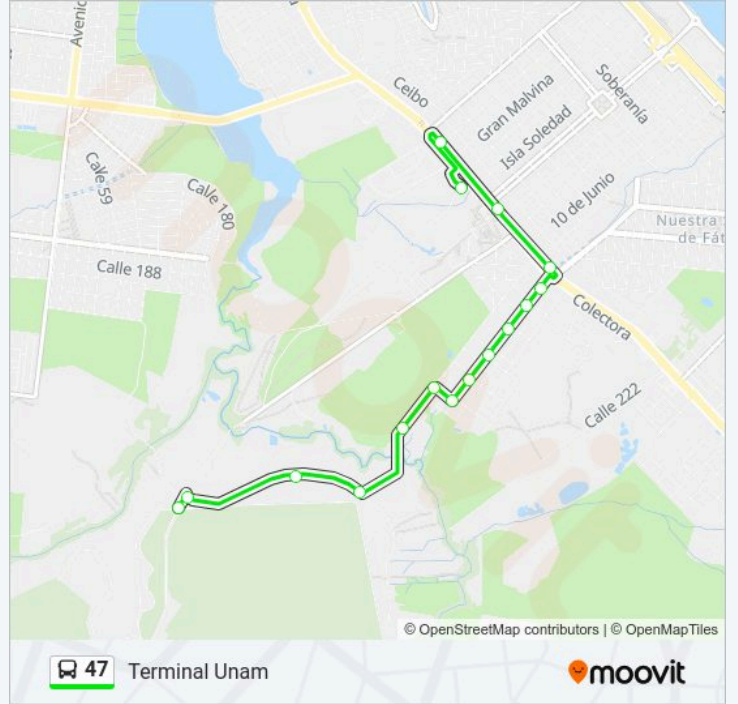 Avenic
Ceibo
Gran Malvina
Soberanía
Isla Soledad
Calle 59
Calle 180
10 de Junio
Nuestra
de Fát
Calle 188
Colectora
Calle 222
© OpenStreetMap contributors | © OpenMapTiles
47 Terminal Unam
moovit